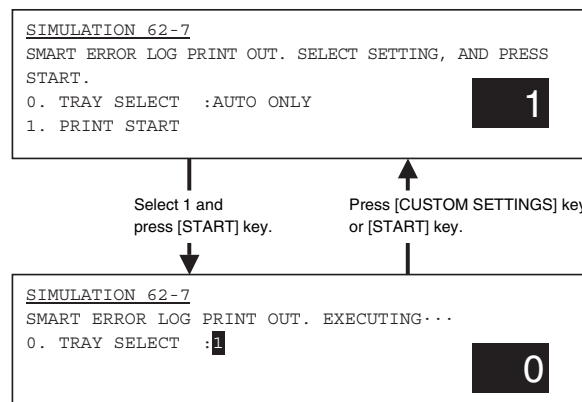 SIMULATION 62-7
SMART ERROR LOG PRINT OUT. SELECT SETTING, AND PRESS
START.
0. TRAY SELECT :AUTO ONLY
1. PRINT START
1
Select 1 and
press [START] key.
Press [CUSTOM SETTINGS] key
or [START] key.
SIMULATION 62-7
SMART ERROR LOG PRINT OUT. EXECUTING···
0. TRAY SELECT :1
0